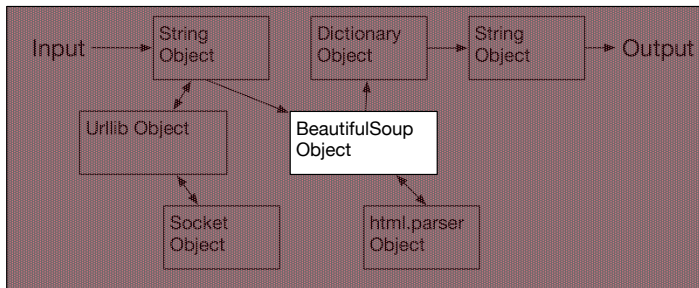 Input
String
Object
Dictionary
Object
String
Object
Output
Urllib Object
BeautifulSoup
Object
Socket
Object
html.parser
Object